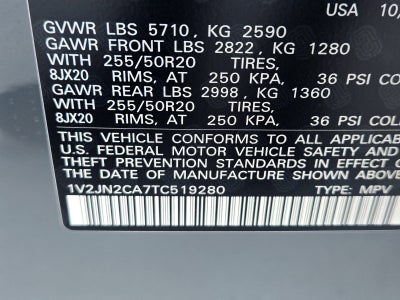 USA 10/
GVWR LBS 5710, KG 2590
GAWR FRONT LBS 2822, KG 1280
WITH 255/50R20 TIRES,
8JX20 RIMS, AT 250 KPA, 36 PSI COL
GAWR REAR LBS 2998, KG 1360
WITH 255/50R20 TIRES,
8JX20 RIMS, AT 250 KPA, 36 PSI COL
THIS VEHICLE CONFORMS TO ALL APPLICAB
U.S. FEDERAL MOTOR VEHICLE SAFETY AN
THEFT PREVENTION STANDARDS IN EFFECT O
THE DATE OF MANUFACTURE SHOWN ABOVE
1V2JN2CA7TC519280 TYPE: MPV